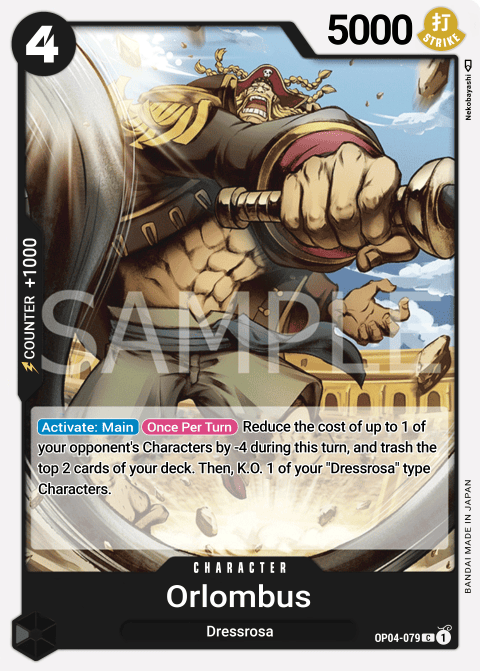 4
5000
打
STRIKE
Nekobayashi
COUNTER +1000
SAMPLE
Activate: Main Once Per Turn Reduce the cost of up to 1 of
your opponent's Characters by -4 during this turn, and trash the
top 2 cards of your deck. Then, K.O. 1 of your "Dressrosa" type
Characters.
BANDAI MADE IN JAPAN
CHARACTER
Orlombus
Dressrosa
OP04-079 C 1